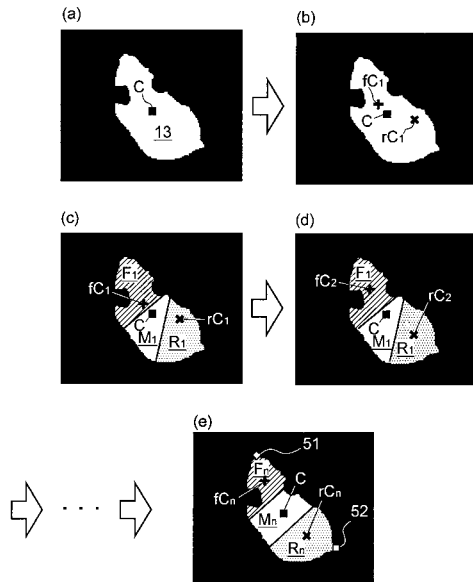 (a)
C
13
(b)
fC1
C
rC1
(c)
F1
fC1
C
M1
R1
rC1
(d)
F1
fC2
C
M1
R1
rC2
. . .
(e)
51
Fn
fCn
C
Mn
rCn
Rn
52